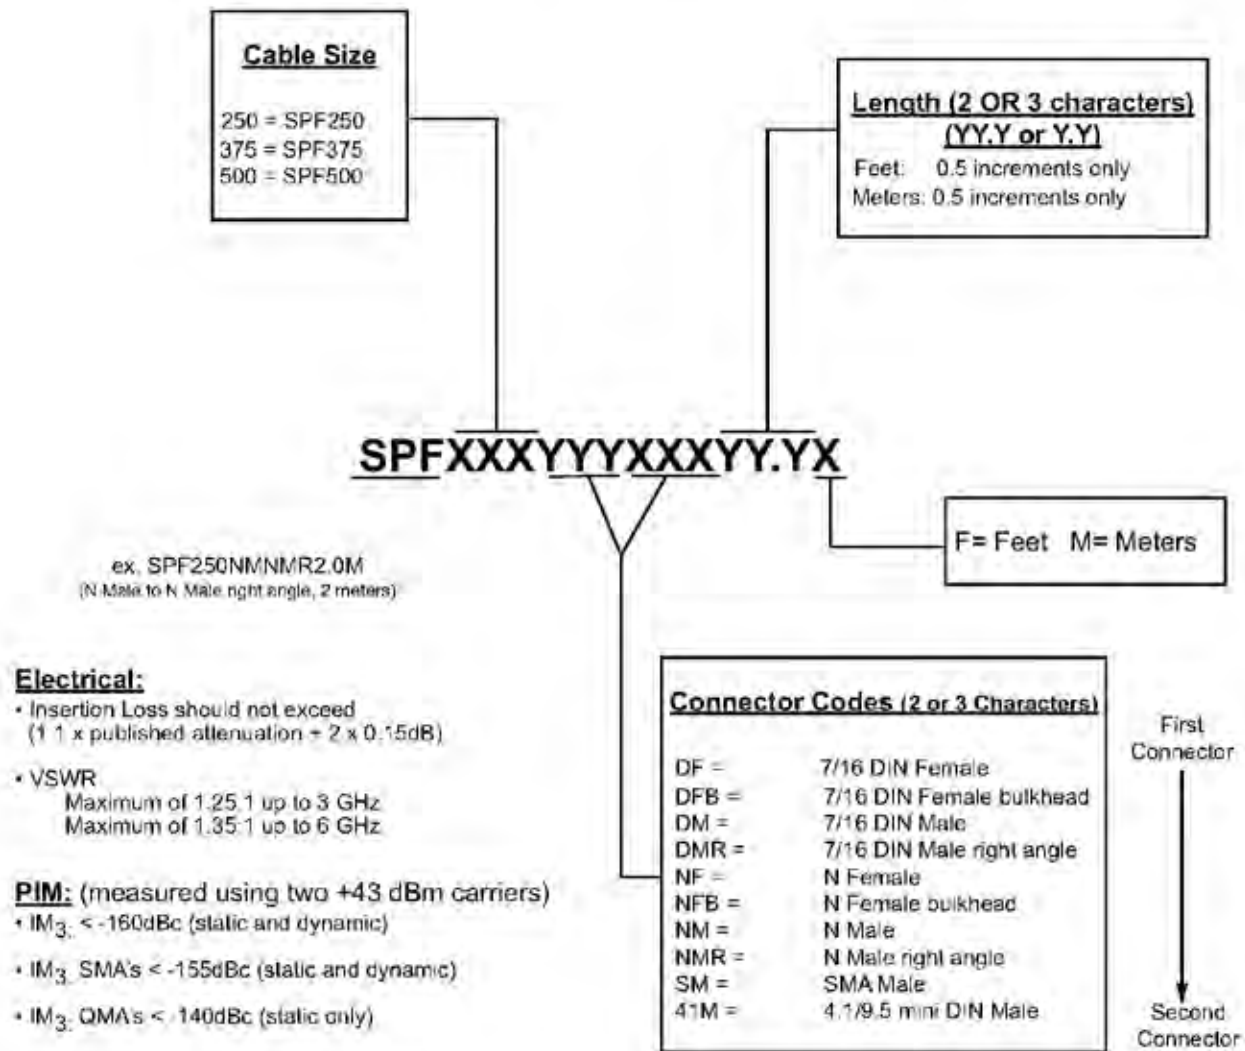 Cable Size
250 = SPF250
375 = SPF375
500 = SPF500
Length (2 OR 3 characters)
(YY.Y or Y.Y)
Feet: 0.5 increments only
Meters: 0.5 increments only
SPFXXXYYYXXXYY.YX
F= Feet M= Meters
ex. SPF250NMNMR2.0M
(N Male to N Male right angle, 2 meters)
Electrical:
• Insertion Loss should not exceed
(1 1 x published attenuation + 2 x 0.15dB)
• VSWR
Maximum of 1.25:1 up to 3 GHz
Maximum of 1.35:1 up to 6 GHz
PIM: (measured using two +43 dBm carriers)
• IM3: < -160dBc (static and dynamic)
• IM3: SMA's < -155dBc (static and dynamic)
• IM3: QMA's < -140dBc (static only)
Connector Codes (2 or 3 Characters)
DF = 7/16 DIN Female
DFB = 7/16 DIN Female bulkhead
DM = 7/16 DIN Male
DMR = 7/16 DIN Male right angle
NF = N Female
NFB = N Female bulkhead
NM = N Male
NMR = N Male right angle
SM = SMA Male
41M = 4.1/9.5 mini DIN Male
First
Connector
Second
Connector